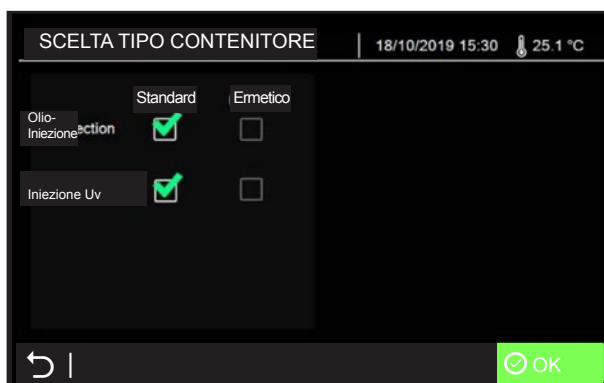 SCELTA TIPO CONTENITORE 18/10/2019 15:30 25.1 °C
Standard Ermetico
Olio-
Iniezione ection
Iniezione Uv
OK